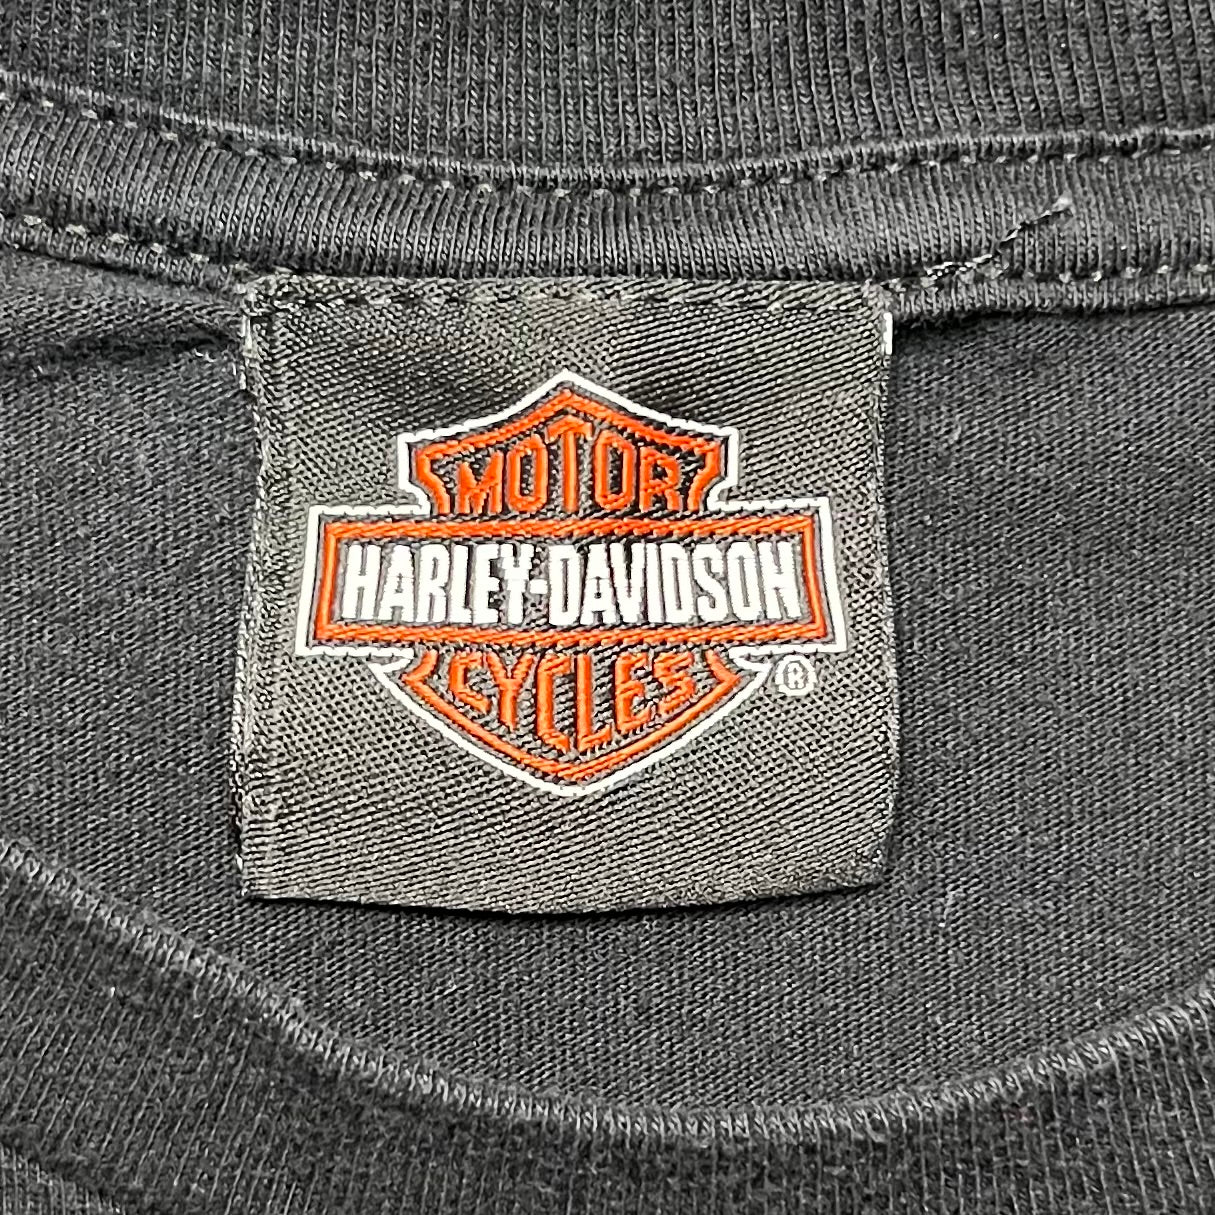 MOTOR
HARLEY-DAVIDSON
CYCLES
®